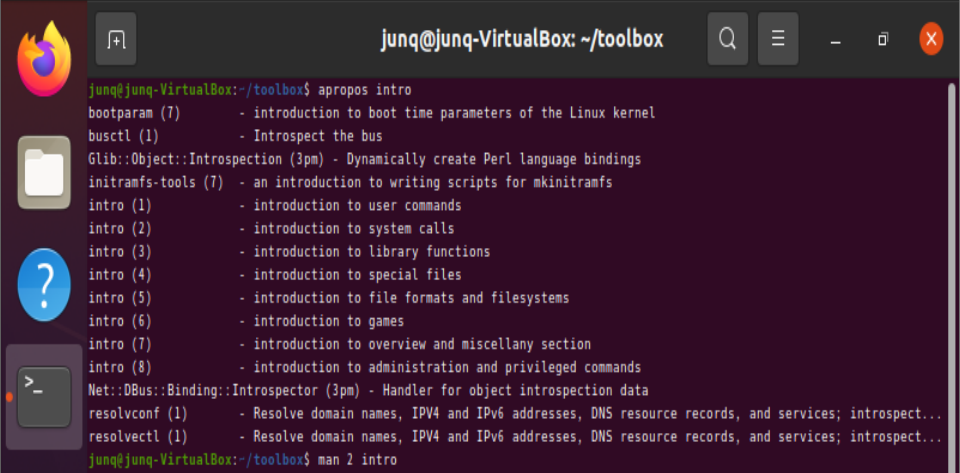 junq@junq-VirtualBox: ~/toolbox
junq@junq-VirtualBox:~/toolbox$ apropos intro
bootparam (7)        - introduction to boot time parameters of the Linux kernel
busctl (1)           - Introspect the bus
Glib::Object::Introspection (3pm) - Dynamically create Perl language bindings
initramfs-tools (7)  - an introduction to writing scripts for mkinitramfs
intro (1)            - introduction to user commands
intro (2)            - introduction to system calls
intro (3)            - introduction to library functions
intro (4)            - introduction to special files
intro (5)            - introduction to file formats and filesystems
intro (6)            - introduction to games
intro (7)            - introduction to overview and miscellany section
intro (8)            - introduction to administration and privileged commands
Net::DBus::Binding::Introspector (3pm) - Handler for object introspection data
resolvconf (1)       - Resolve domain names, IPV4 and IPv6 addresses, DNS resource records, and services; introspect...
resolvectl (1)       - Resolve domain names, IPV4 and IPv6 addresses, DNS resource records, and services; introspect...
junq@junq-VirtualBox:~/toolbox$ man 2 intro